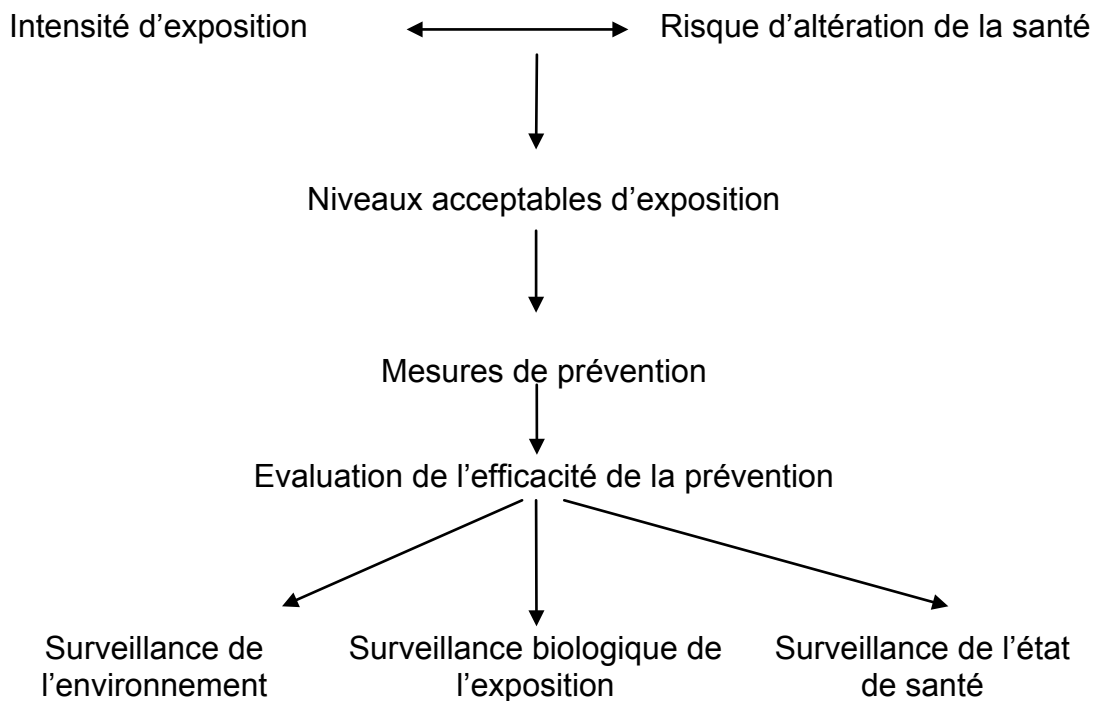 Intensité d’exposition
Risque d’altération de la santé
Niveaux acceptables d’exposition
Mesures de prévention
Evaluation de l’efficacité de la prévention
Surveillance de
l’environnement
Surveillance biologique de
l’exposition
Surveillance de l’état
de santé